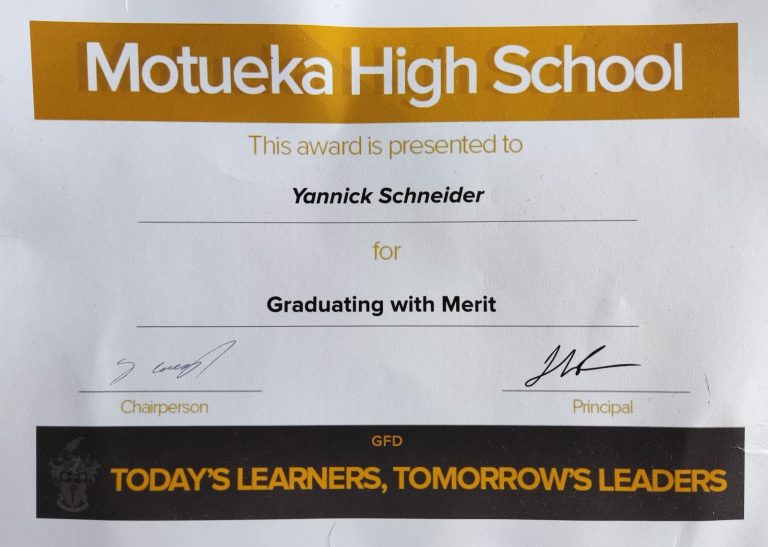 Motueka High School
This award is presented to
Yannick Schneider
for
Graduating with Merit
Chairperson
Principal
GFD
TODAY'S LEARNERS, TOMORROW'S LEADERS